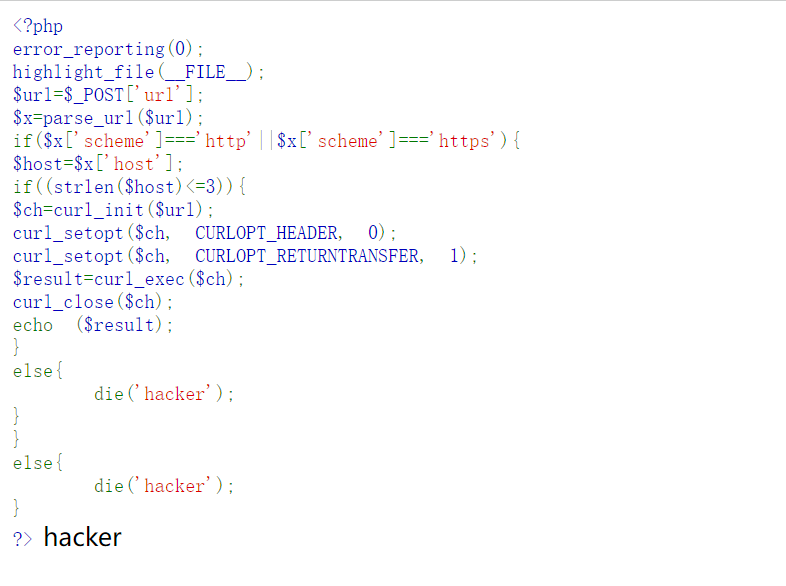 <?php
error_reporting(0);
highlight_file(__FILE__);
$url=$_POST['url'];
$x=parse_url($url);
if($x['scheme']==='http'||$x['scheme']==='https'){
$host=$x['host'];
if((strlen($host)<=3)){
$ch=curl_init($url);
curl_setopt($ch, CURLOPT_HEADER, 0);
curl_setopt($ch, CURLOPT_RETURNTRANSFER, 1);
$result=curl_exec($ch);
curl_close($ch);
echo ($result);
}
else{
die('hacker');
}
}
else{
die('hacker');
}
?> hacker